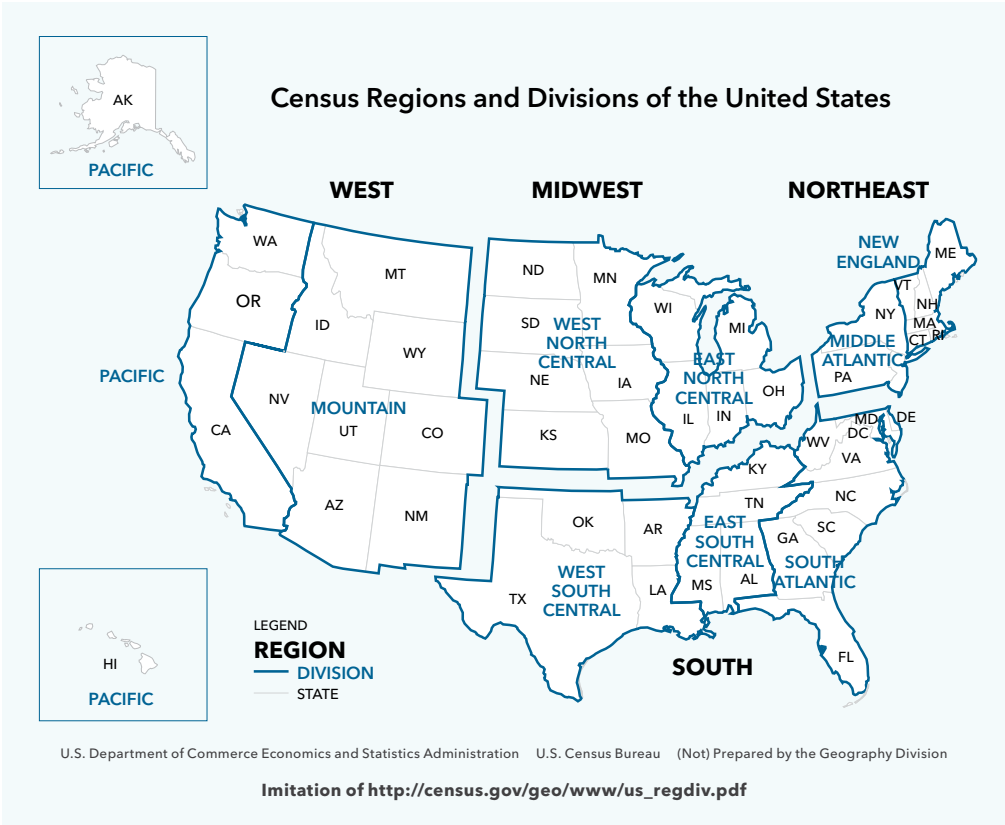 AK
PACIFIC
Census Regions and Divisions of the United States
WEST
MIDWEST
NORTHEAST
WA
OR
CA
PACIFIC
MT
ID
WY
NV
UT
CO
AZ
NM
MOUNTAIN
ND
MN
SD
WEST
NORTH
CENTRAL
NE
IA
KS
MO
WI
MI
EAST
NORTH
CENTRAL
OH
IL
IN
NEW
ENGLAND
ME
VT
NH
MA
CT
RI
NY
MIDDLE
ATLANTIC
PA
MD
DE
DC
WV
VA
KY
NC
TN
SC
GA
SOUTH
ATLANTIC
FL
EAST
SOUTH
CENTRAL
MS
AL
OK
AR
WEST
SOUTH
CENTRAL
TX
LA
SOUTH
HI
PACIFIC
LEGEND
REGION
DIVISION
STATE
U.S. Department of Commerce Economics and Statistics Administration U.S. Census Bureau (Not) Prepared by the Geography Division
Imitation of http://census.gov/geo/www/us_regdiv.pdf